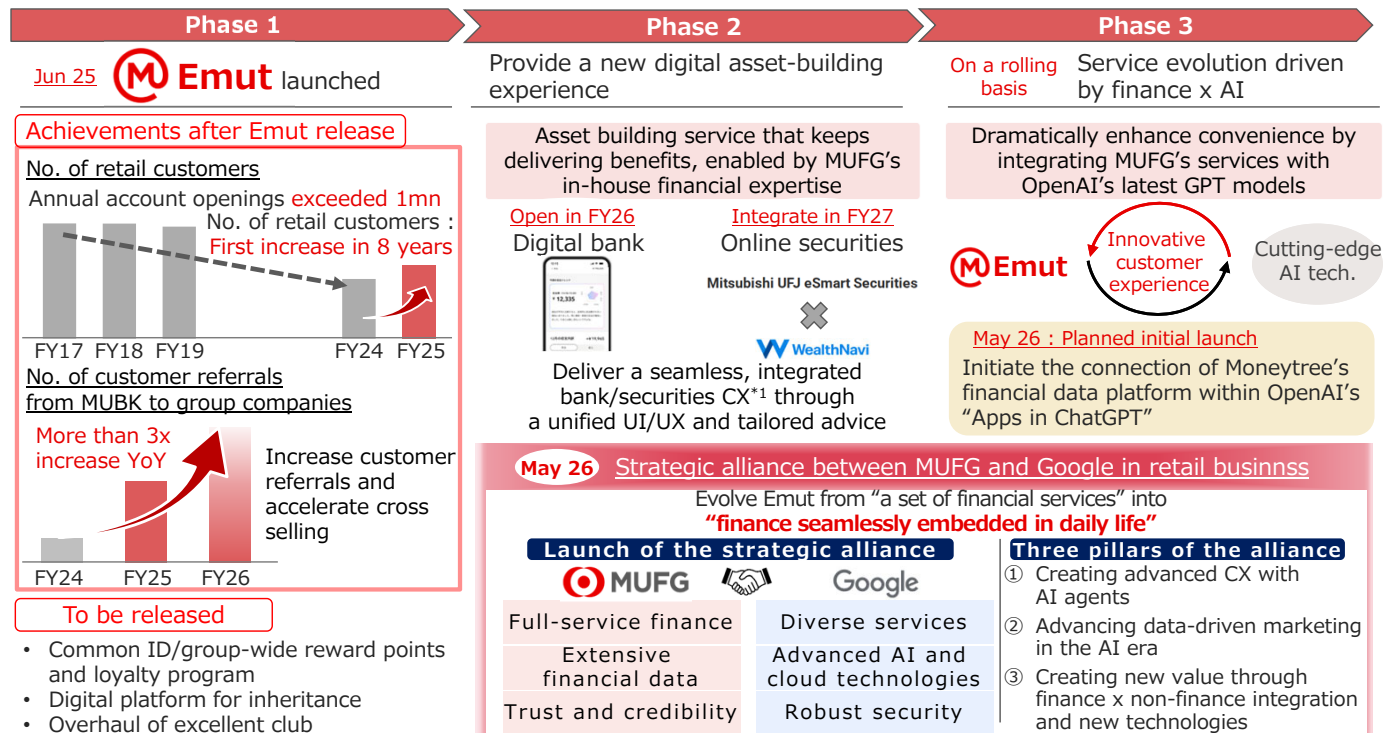 Phase 1
Jun 25
M Emut launched
Achievements after Emut release
No. of retail customers
Annual account openings exceeded 1mn
No. of retail customers :
First increase in 8 years
FY17 FY18 FY19 FY24 FY25
No. of customer referrals
from MUBK to group companies
More than 3x
increase YoY
Increase customer
referrals and
accelerate cross
selling
FY24 FY25 FY26
To be released
• Common ID/group-wide reward points
and loyalty program
• Digital platform for inheritance
• Overhaul of excellent club
Phase 2
Provide a new digital asset-building
experience
Asset building service that keeps
delivering benefits, enabled by MUFG's
in-house financial expertise
Open in FY26
Digital bank
12,335
Integrate in FY27
Online securities
Mitsubishi UFJ eSmart Securities
WealthNavi
Deliver a seamless, integrated
bank/securities CX*1 through
a unified UI/UX and tailored advice
Phase 3
On a rolling
basis
Service evolution driven
by finance x AI
Dramatically enhance convenience by
integrating MUFG's services with
OpenAI's latest GPT models
M Emut
Innovative
customer
experience
Cutting-edge
AI tech.
May 26 : Planned initial launch
Initiate the connection of Moneytree's
financial data platform within OpenAI's
“Apps in ChatGPT”
May 26 Strategic alliance between MUFG and Google in retail businnss
Evolve Emut from “a set of financial services” into
“finance seamlessly embedded in daily life”
Launch of the strategic alliance
MUFG Google
Full-service finance
Diverse services
Extensive
financial data
Advanced AI and
cloud technologies
Trust and credibility
Robust security
Three pillars of the alliance
① Creating advanced CX with
AI agents
② Advancing data-driven marketing
in the AI era
③ Creating new value through
finance x non-finance integration
and new technologies